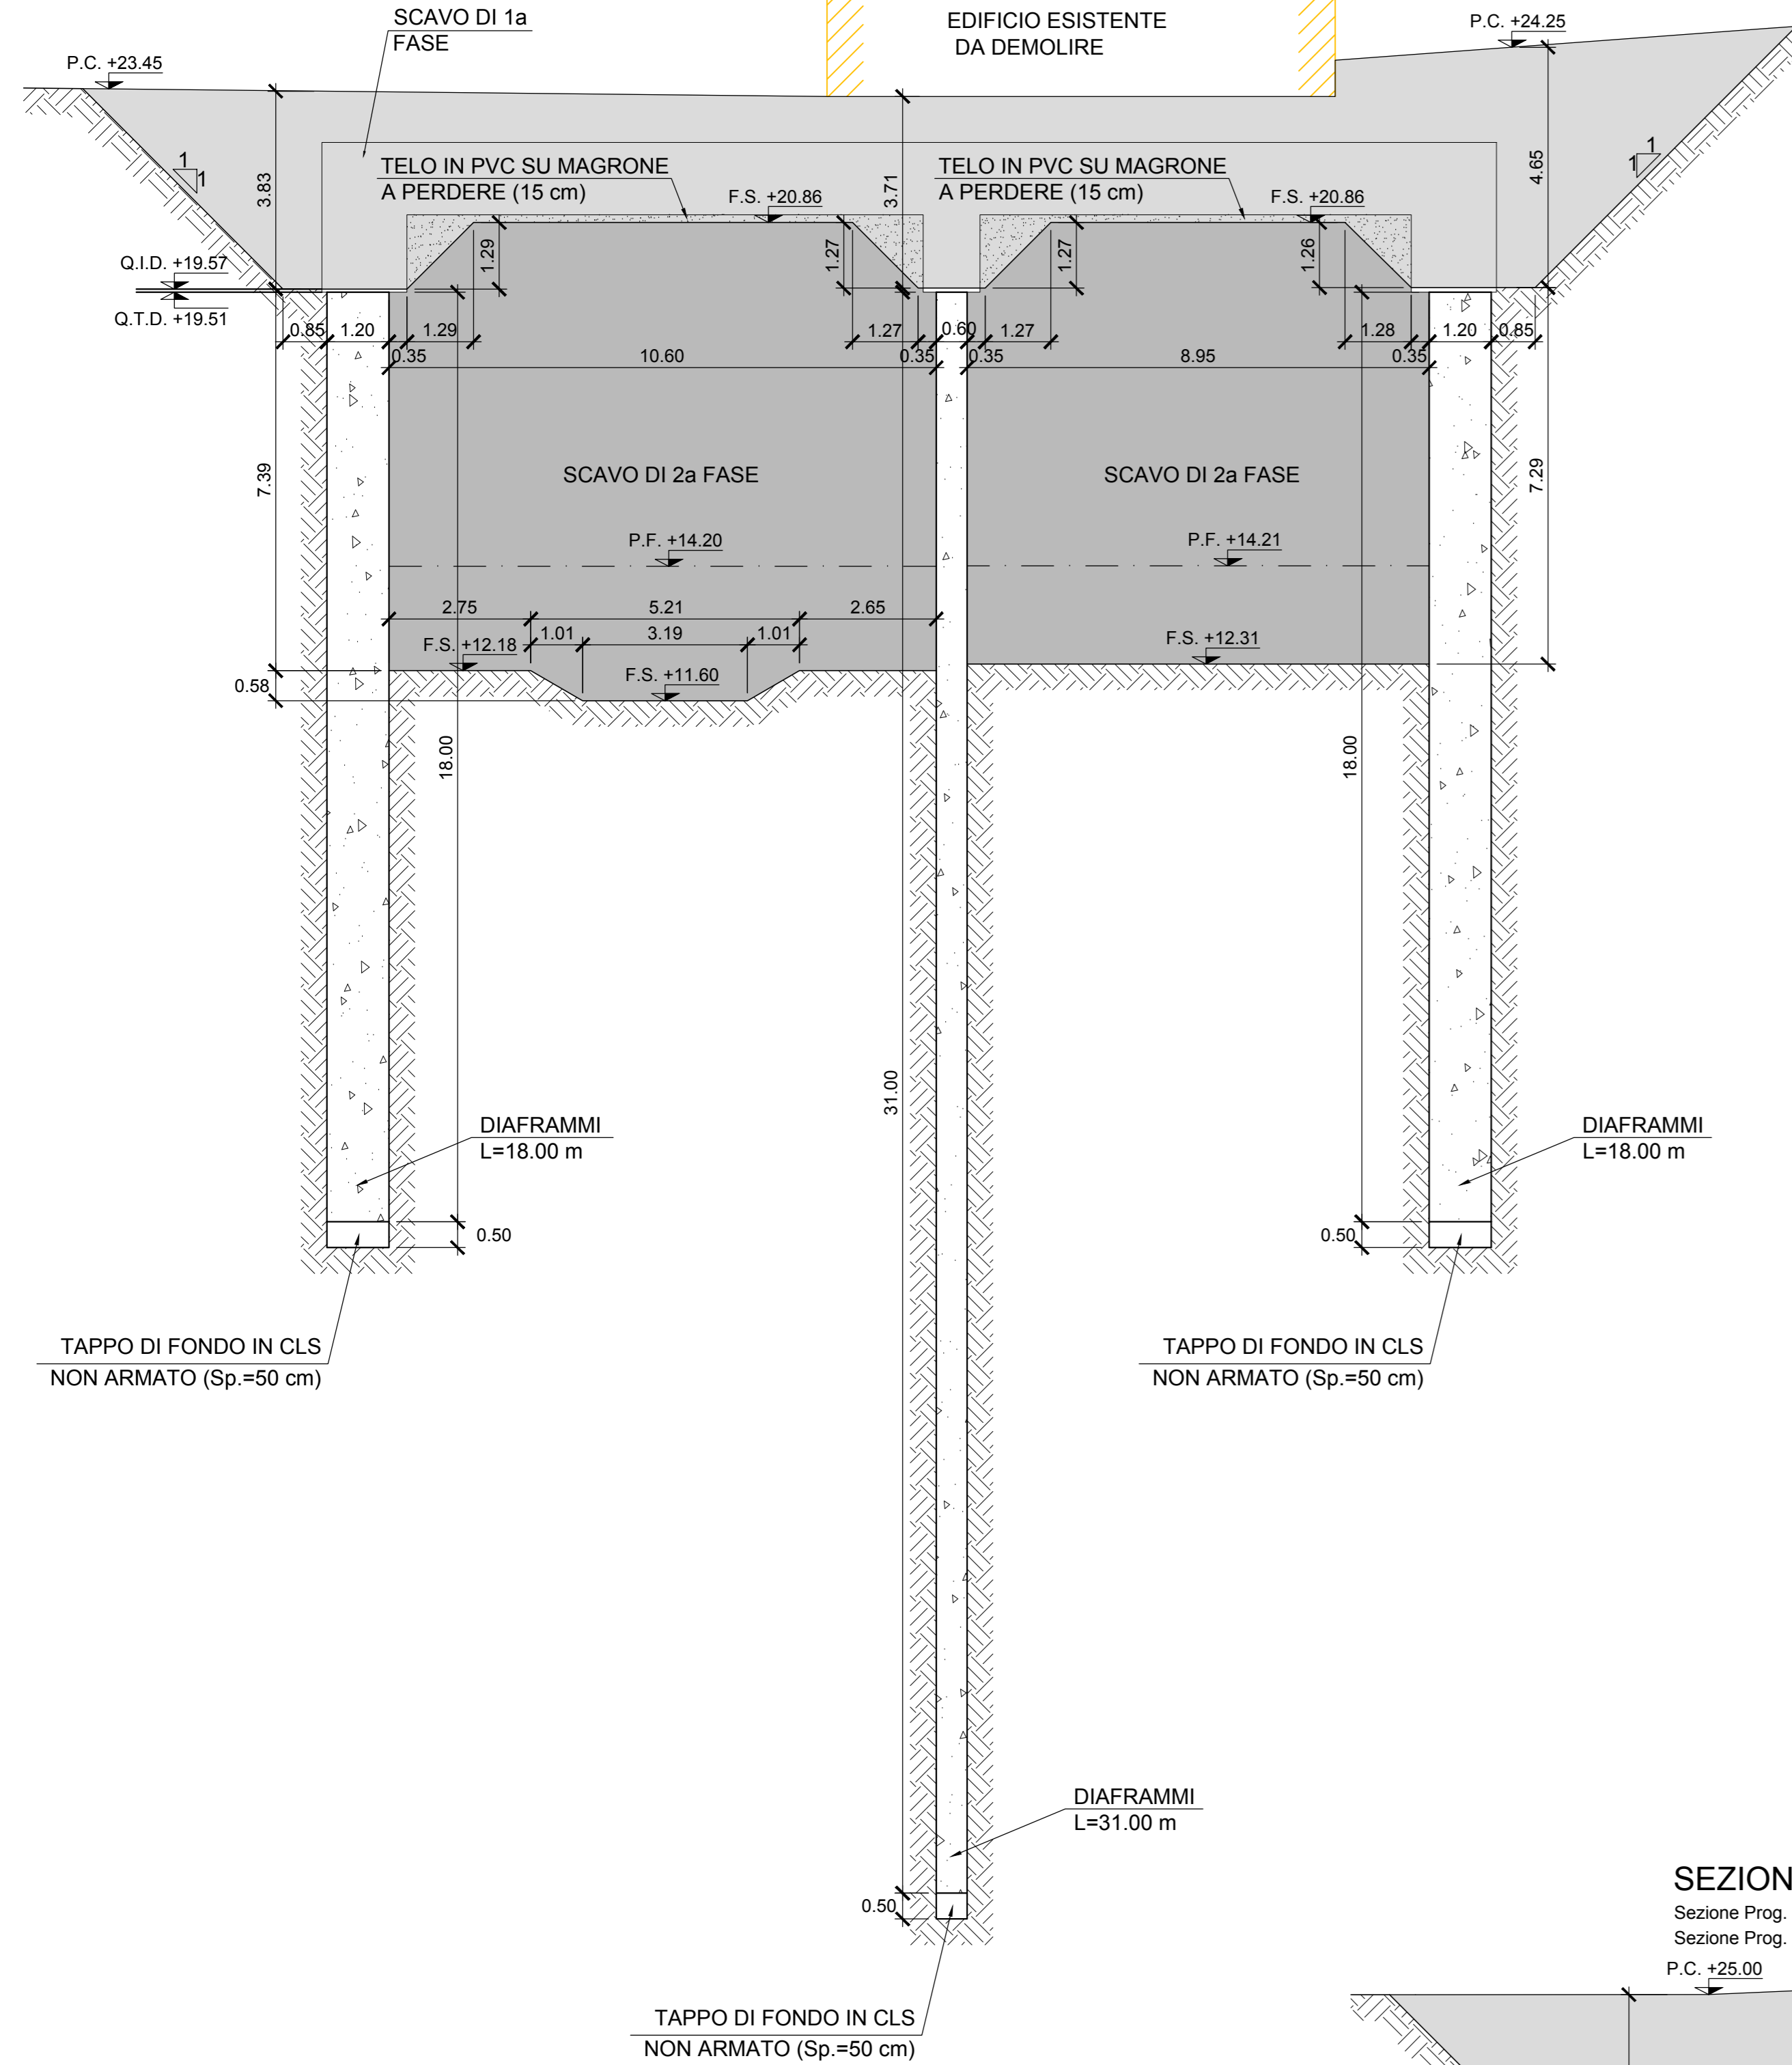 SCAVO DI 1a
FASE
EDIFICIO ESISTENTE
DA DEMOLIRE
P.C. +24.25
P.C. +23.45
3.83
1
1
TELO IN PVC SU MAGRONE
A PERDERE (15 cm)
F.S. +20.86
3.71
TELO IN PVC SU MAGRONE
A PERDERE (15 cm)
F.S. +20.86
4.65
1
1
1.29
1.27
1.27
1.26
Q.I.D. +19.57
Q.T.D. +19.51
0.85
1.20
1.29
1.27
0.60
1.27
1.28
1.20
0.85
0.35
10.60
0.35
0.35
8.95
0.35
7.39
SCAVO DI 2a FASE
SCAVO DI 2a FASE
7.29
P.F. +14.20
P.F. +14.21
2.75
5.21
2.65
F.S. +12.18
1.01
3.19
1.01
F.S. +12.31
0.58
F.S. +11.60
18.00
18.00
31.00
DIAFRAMMI
L=18.00 m
DIAFRAMMI
L=18.00 m
0.50
0.50
TAPPO DI FONDO IN CLS
NON ARMATO (Sp.=50 cm)
TAPPO DI FONDO IN CLS
NON ARMATO (Sp.=50 cm)
DIAFRAMMI
L=31.00 m
0.50
TAPPO DI FONDO IN CLS
NON ARMATO (Sp.=50 cm)
SEZION
Sezione Prog.
Sezione Prog.
P.C. +25.00